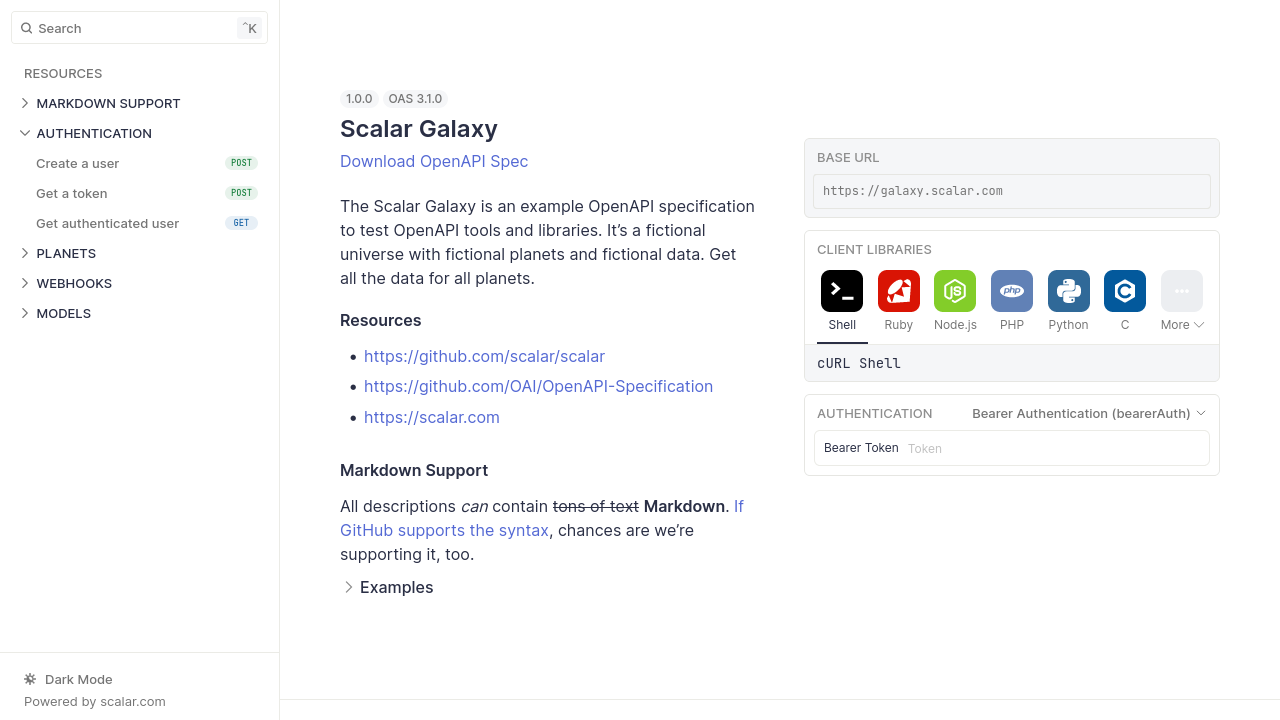 Search
^K
RESOURCES
MARKDOWN SUPPORT
AUTHENTICATION
Create a user POST
Get a token POST
Get authenticated user GET
PLANETS
WEBHOOKS
MODELS
Dark Mode
Powered by scalar.com
1.0.0 OAS 3.1.0
Scalar Galaxy
Download OpenAPI Spec
The Scalar Galaxy is an example OpenAPI specification
to test OpenAPI tools and libraries. It’s a fictional
universe with fictional planets and fictional data. Get
all the data for all planets.
Resources
• https://github.com/scalar/scalar
• https://github.com/OAI/OpenAPI-Specification
• https://scalar.com
Markdown Support
All descriptions can contain tons of text Markdown. If
GitHub supports the syntax, chances are we’re
supporting it, too.
Examples
BASE URL
https://galaxy.scalar.com
CLIENT LIBRARIES
php
Shell Ruby Node.js PHP Python C More
cURL Shell
AUTHENTICATION Bearer Authentication (bearerAuth)
Bearer Token Token